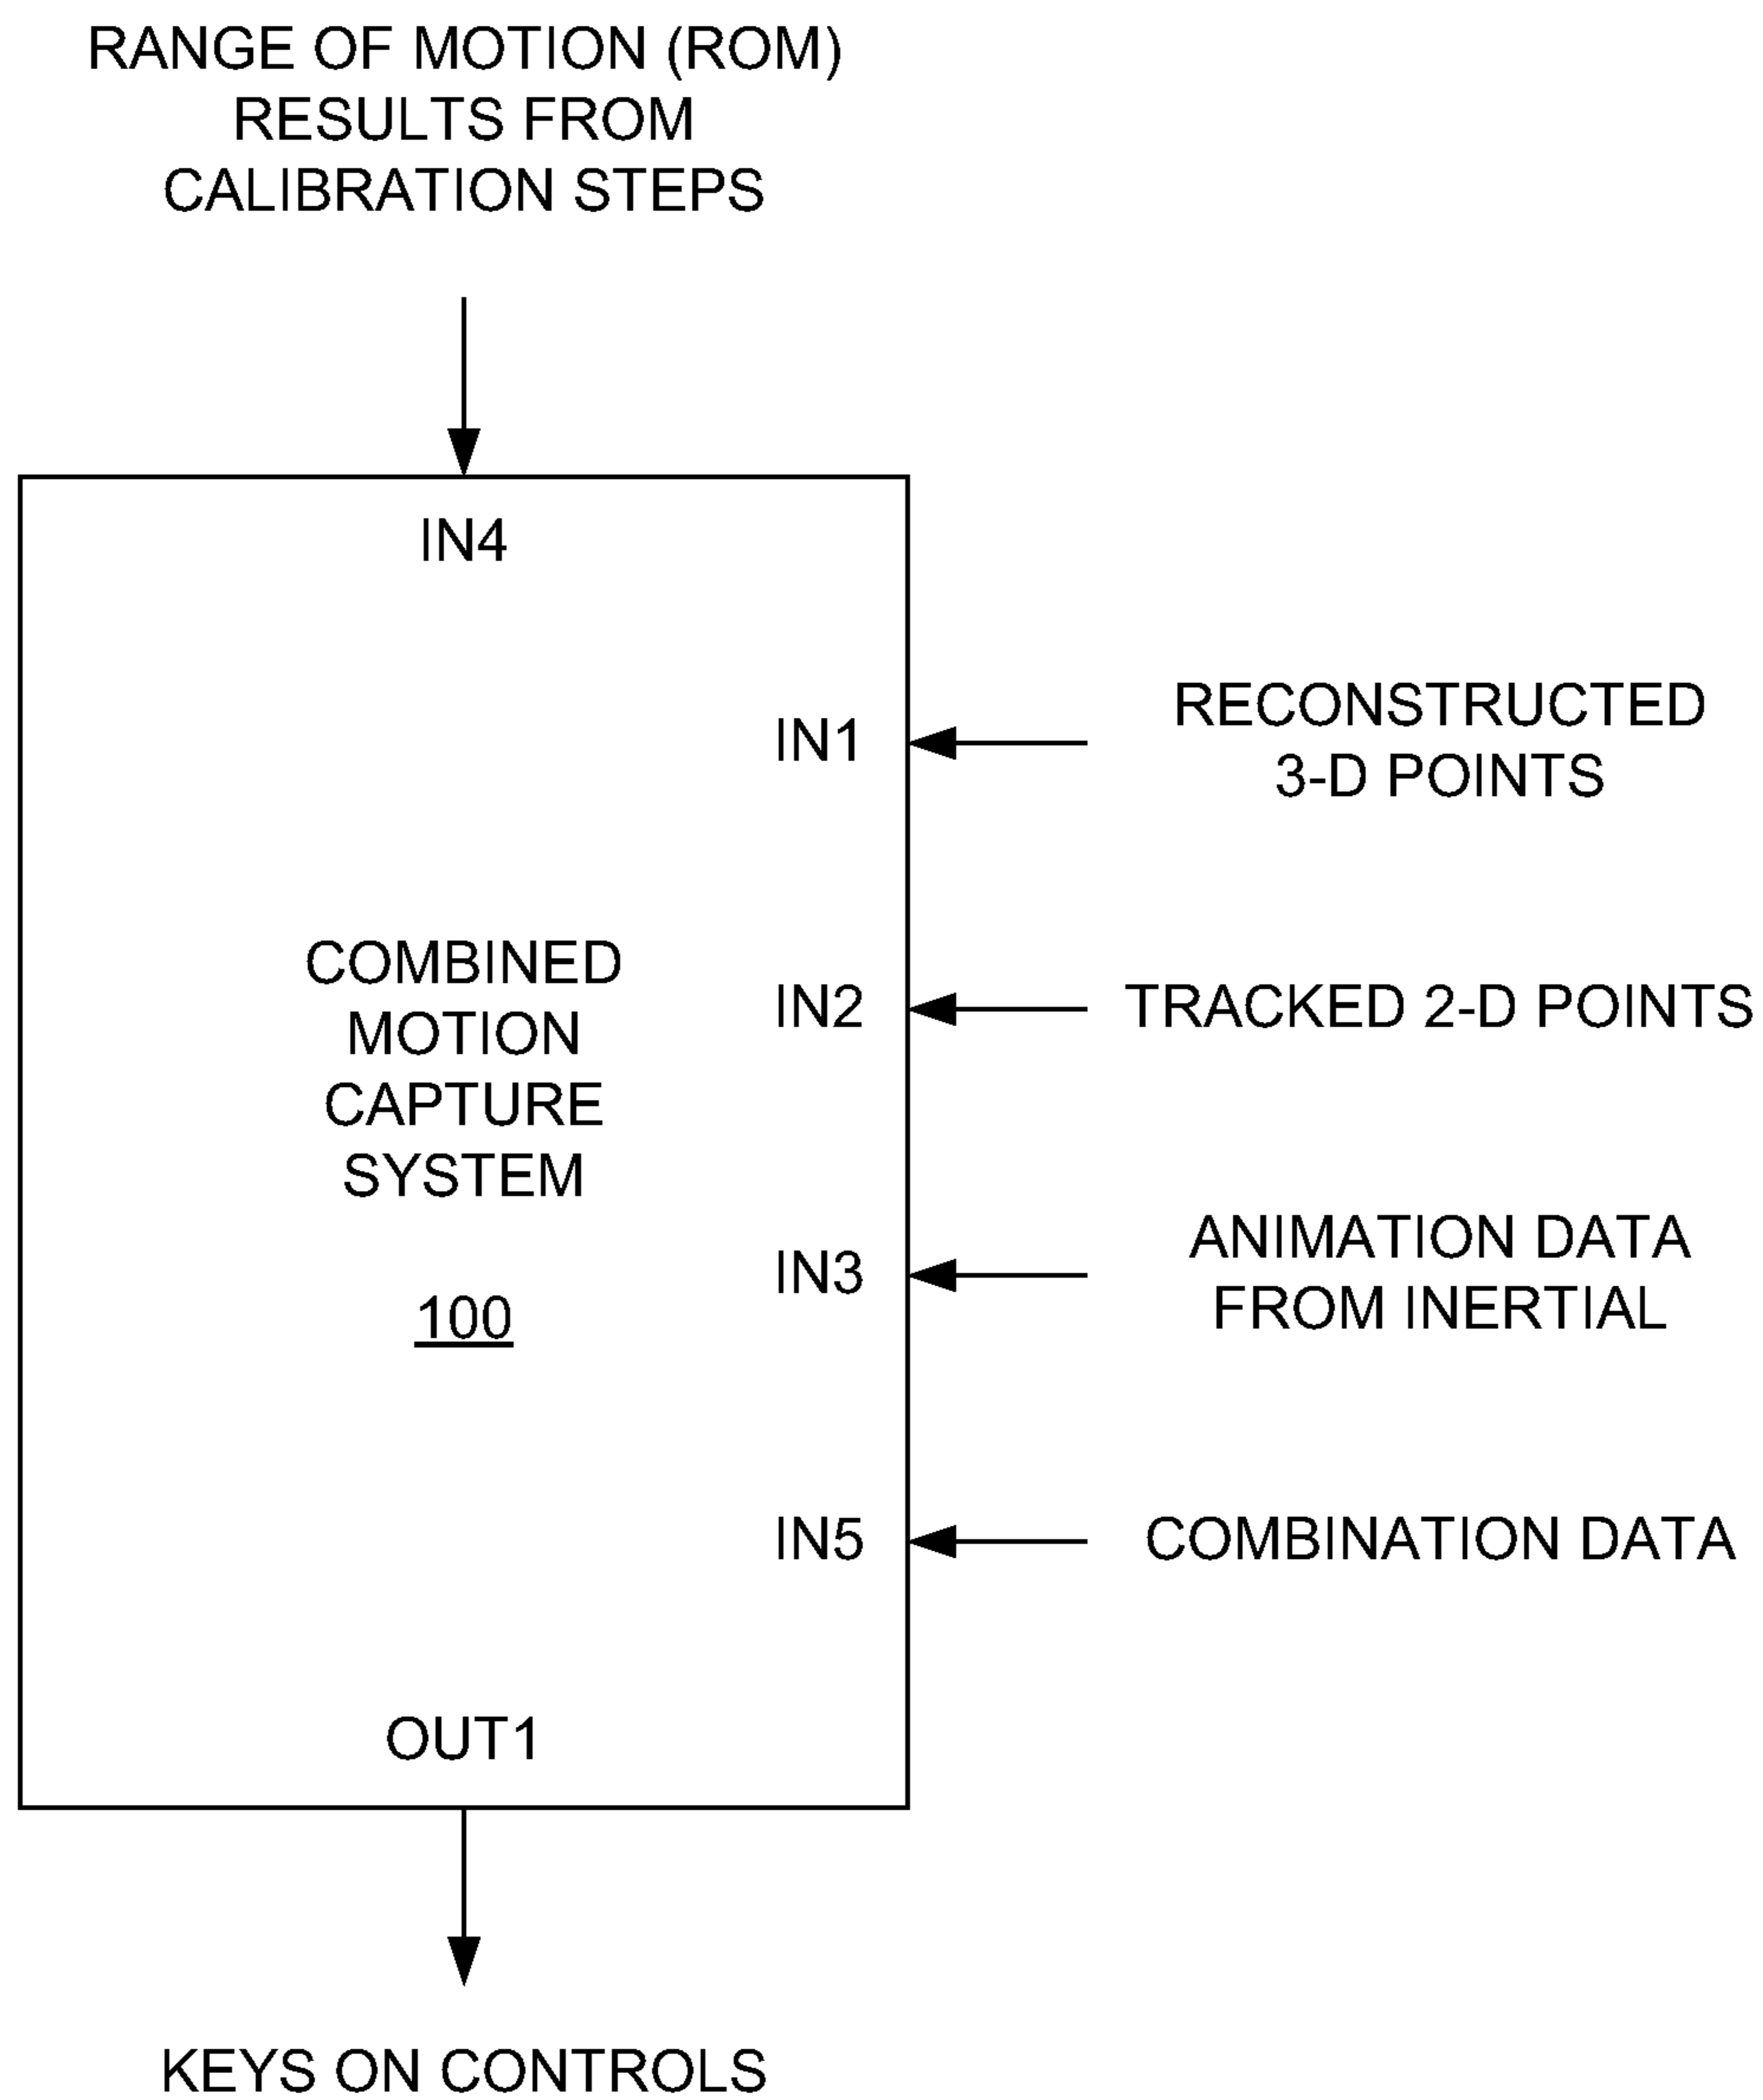 RANGE OF MOTION (ROM)
RESULTS FROM
CALIBRATION STEPS
IN4
IN1
RECONSTRUCTED
3-D POINTS
COMBINED
MOTION
CAPTURE
SYSTEM
100
IN2
TRACKED 2-D POINTS
IN3
ANIMATION DATA
FROM INERTIAL
IN5
COMBINATION DATA
OUT1
KEYS ON CONTROLS